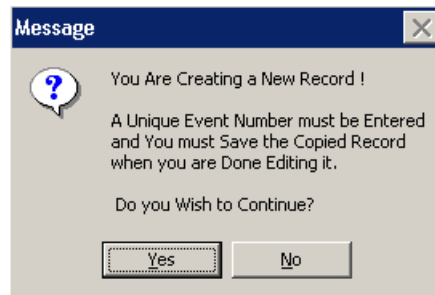 Message
You Are Creating a New Record !
A Unique Event Number must be Entered
and You must Save the Copied Record
when you are Done Editing it.
Do you Wish to Continue?
Yes
No